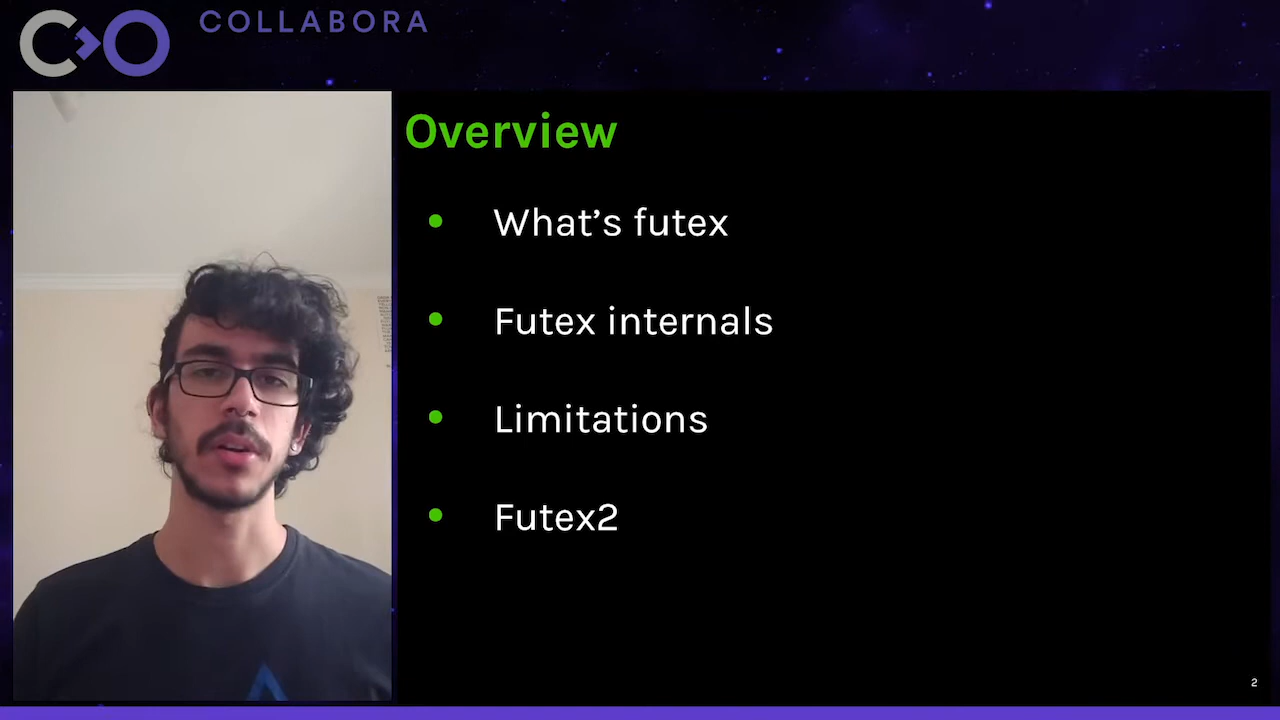 COLLABORA
Overview
What’s futex
Futex internals
Limitations
Futex2
2